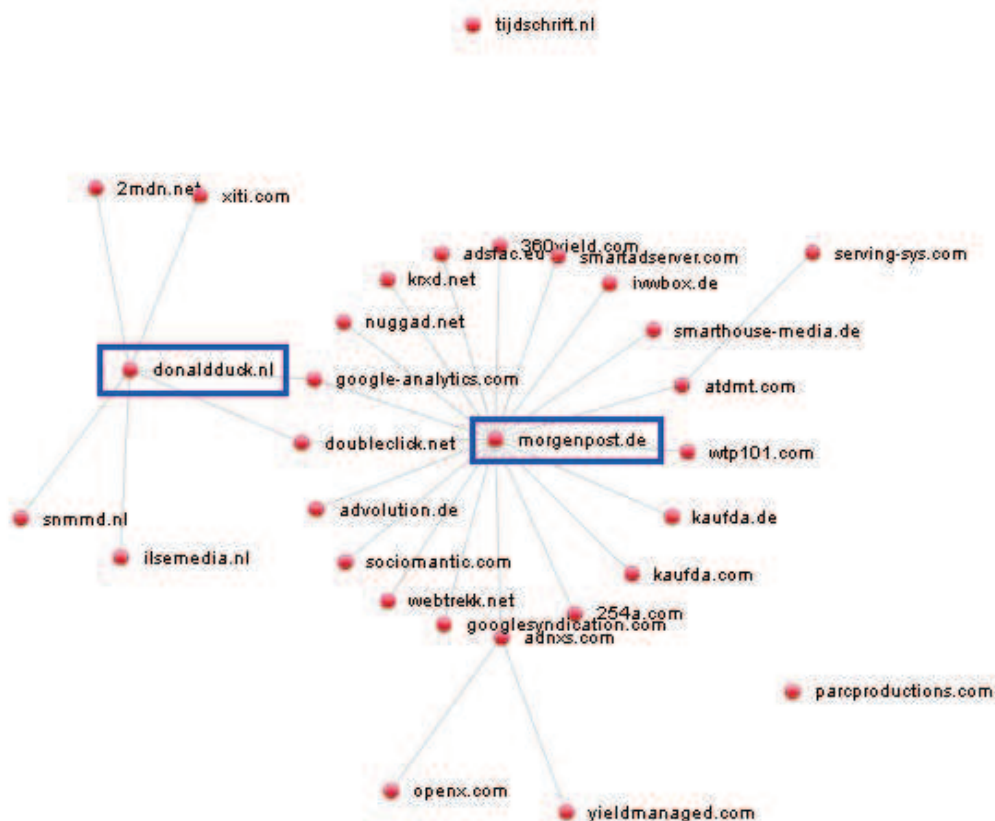 tijdschrift.nl
2mdn.net
xiti.com
360yield.com
adsfac.eu
smartadserver.com
serving-sys.com
krxd.net
ivwbox.de
nuggad.net
smarthouse-media.de
donaldduck.nl
google-analytics.com
atdmt.com
doubleclick.net
morgenpost.de
wtp101.com
advolution.de
kaufda.de
snmmd.nl
ilsemedia.nl
sociomantic.com
kaufda.com
webtrekk.net
254a.com
googlesyndication.com
adnxs.com
parcproductions.com
openx.com
yieldmanaged.com